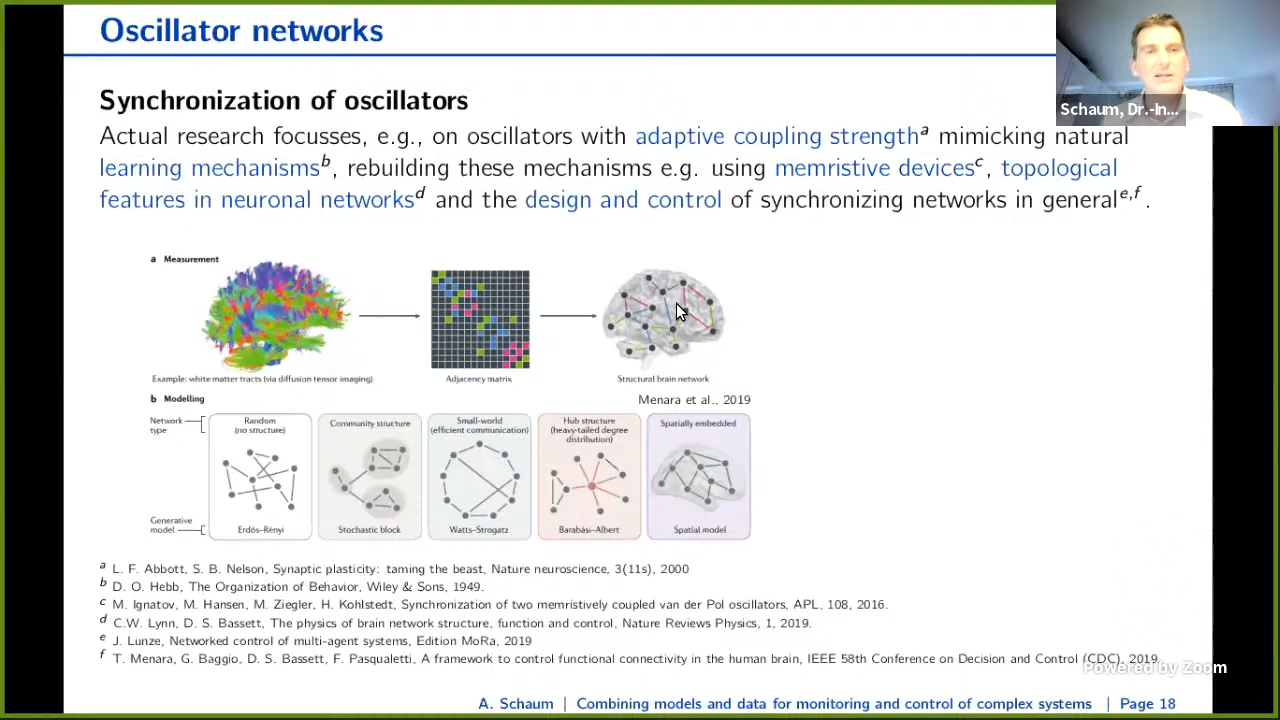 Oscillator networks
Schaum, Dr.-In...
Synchronization of oscillators
Actual research focusses, e.g., on oscillators with adaptive coupling strengthᵃ mimicking natural
learning mechanismsᵇ, rebuilding these mechanisms e.g. using memristive devicesᶜ, topological
features in neuronal networksᵈ and the design and control of synchronizing networks in generalᵉ,ᶠ.
a Measurement
Example: white matter tracts (via diffusion tensor imaging)
Adjacency matrix
Structural brain network
b Modelling
Menara et al., 2019
Network
type
Random
(no structure)
Community structure
Small-world
(efficient communication)
Hub structure
(heavy-tailed degree
distribution)
Spatially embedded
Generative
model
Erdős–Rényi
Stochastic block
Watts–Strogatz
Barabási–Albert
Spatial model
a L. F. Abbott, S. B. Nelson, Synaptic plasticity: taming the beast, Nature neuroscience, 3(11s), 2000
b D. O. Hebb, The Organization of Behavior, Wiley & Sons, 1949.
c M. Ignatov, M. Hansen, M. Ziegler, H. Kohlstedt, Synchronization of two memristively coupled van der Pol oscillators, APL, 108, 2016.
d C.W. Lynn, D. S. Bassett, The physics of brain network structure, function and control, Nature Reviews Physics, 1, 2019.
e J. Lunze, Networked control of multi-agent systems, Edition MoRa, 2019
f T. Menara, G. Baggio, D. S. Bassett, F. Pasqualetti, A framework to control functional connectivity in the human brain, IEEE 58th Conference on Decision and Control (CDC), 2019
Powered by Zoom
A. Schaum | Combining models and data for monitoring and control of complex systems | Page 18